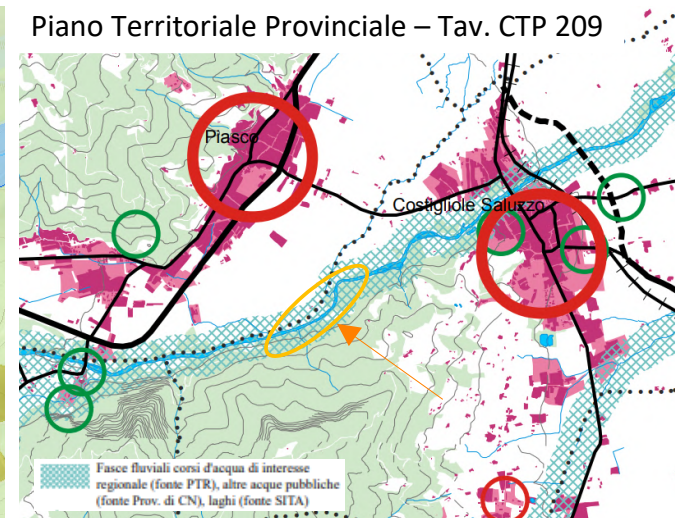 Piano Territoriale Provinciale – Tav. CTP 209
Piasco
Costigliole Saluzzo
Fasce fluviali corsi d'acqua di interesse
regionale (fonte PTR), altre acque pubbliche
(fonte Prov. di CN), laghi (fonte SITA)